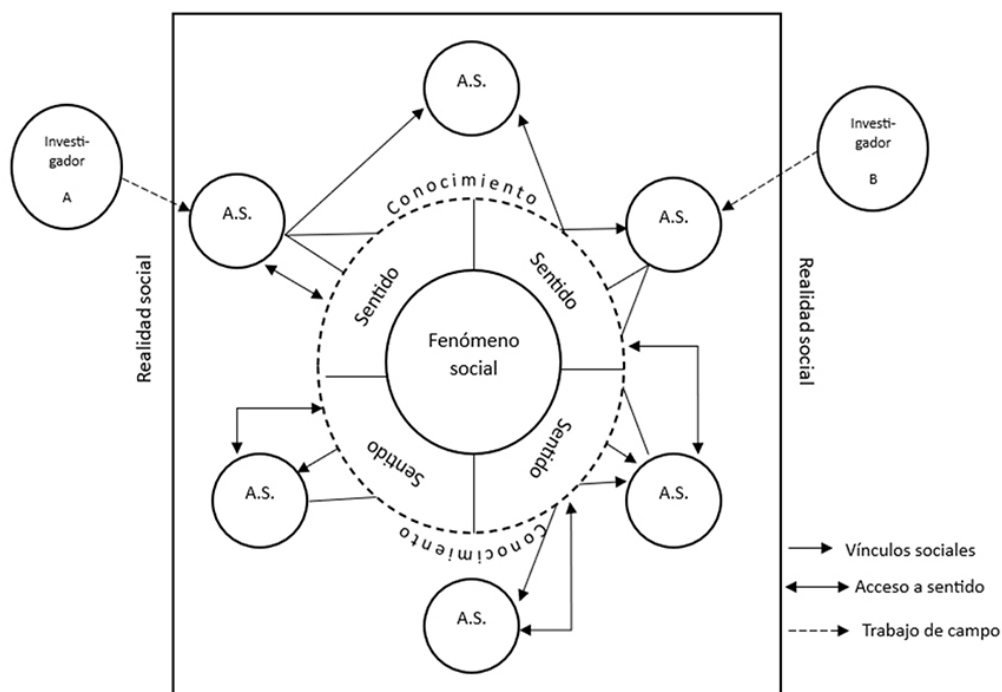 A.S.
Investi-
gador
A
Investi-
gador
B
A.S.
A.S.
Conocimiento
Sentido
Sentido
Realidad social
Realidad social
Fenómeno
social
Sentido
Sentido
A.S.
A.S.
Conocimiento
A.S.
Vínculos sociales
Acceso a sentido
Trabajo de campo